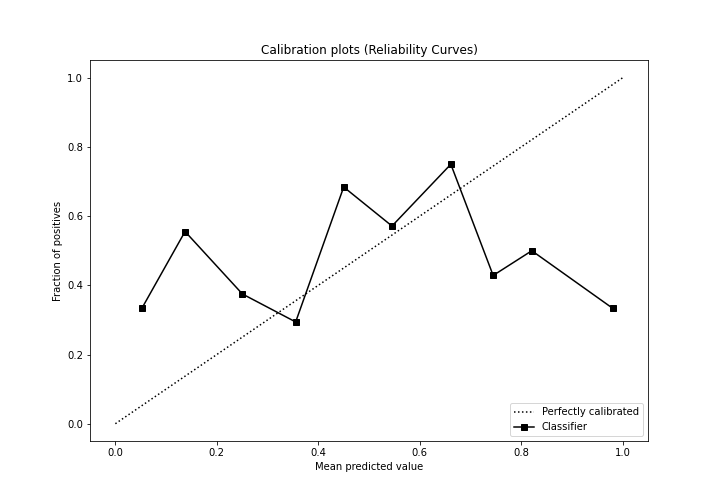 Calibration plots (Reliability Curves)
1.0
0.8
0.6
0.4
0.2
0.0
Fraction of positives
Perfectly calibrated
Classifier
0.0 0.2 0.4 0.6 0.8 1.0
Mean predicted value